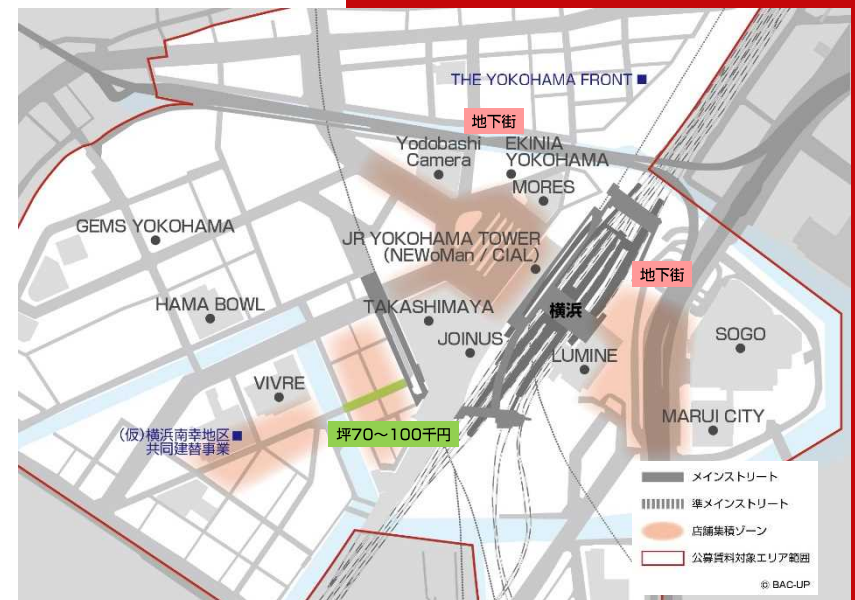 THE YOKOHAMA FRONT
地下街
Yodobashi
Camera
EKINIA
YOKOHAMA
MORES
GEMS YOKOHAMA
JR YOKOHAMA TOWER
(NEWoMan / CIAL)
地下街
HAMA BOWL
TAKASHIMAYA
横浜
JOINUS
SOGO
LUMINE
VIVRE
MARUI CITY
(仮)横浜南幸地区
共同建替事業
坪70～100千円
メインストリート
準メインストリート
店舗集積ゾーン
公募賃料対象エリア範囲
© BAC-UP